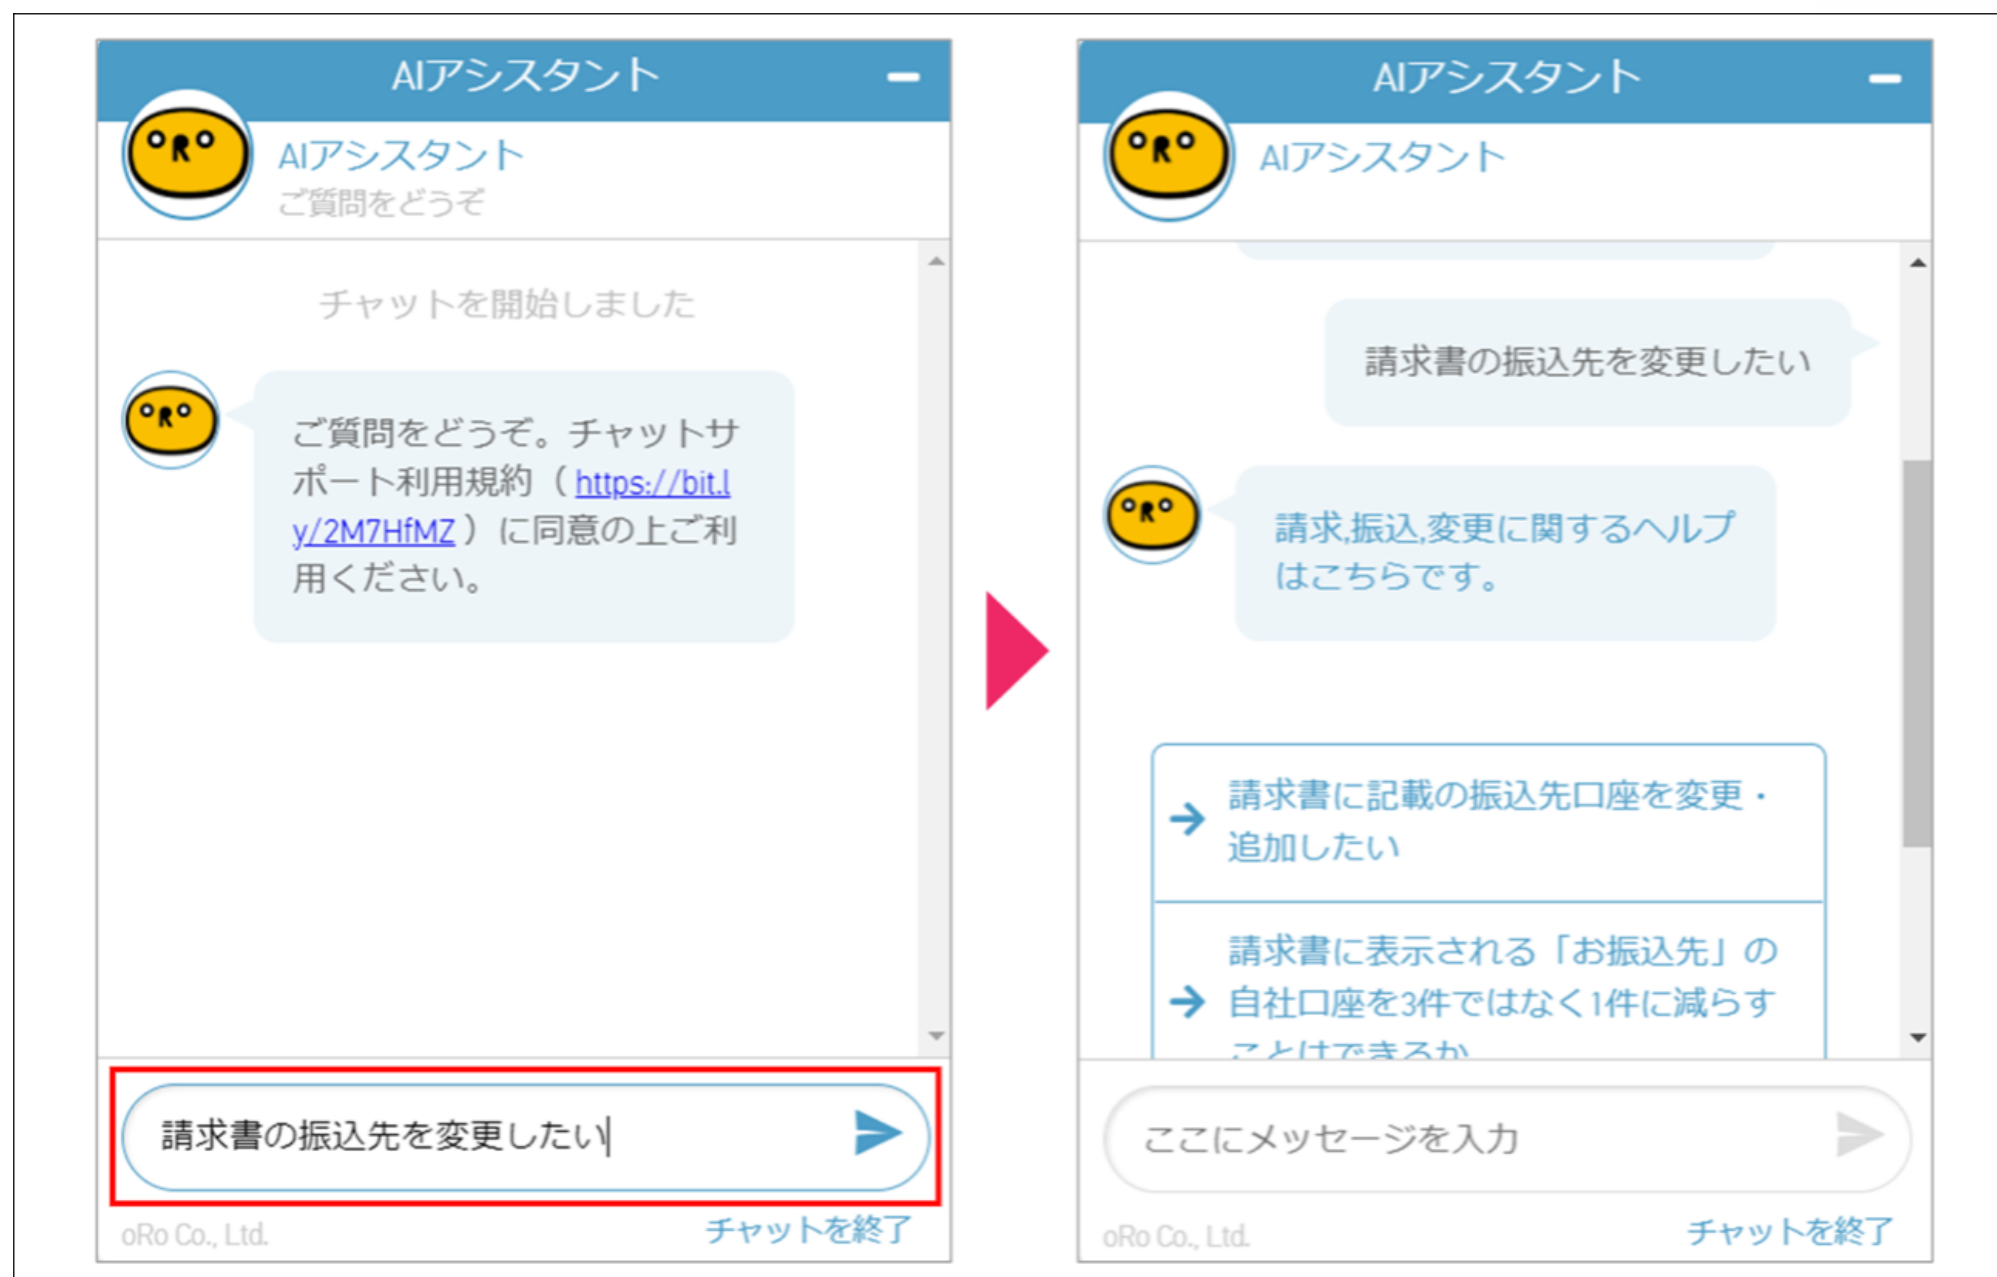 AIアシスタント
AIアシスタント
ご質問をどうぞ
チャットを開始しました
oRo
ご質問をどうぞ。チャットサ
ポート利用規約（ https://bit.l
y/2M7HfMZ ）に同意の上ご利
用ください。
請求書の振込先を変更したい
oRo Co., Ltd.
チャットを終了
AIアシスタント
oRo
AIアシスタント
請求書の振込先を変更したい
oRo
請求,振込,変更に関するヘルプ
はこちらです。
請求書に記載の振込先口座を変更・
追加したい
請求書に表示される「お振込先」の
自社口座を3件ではなく1件に減らす
ことはできるか
ここにメッセージを入力
oRo Co., Ltd.
チャットを終了